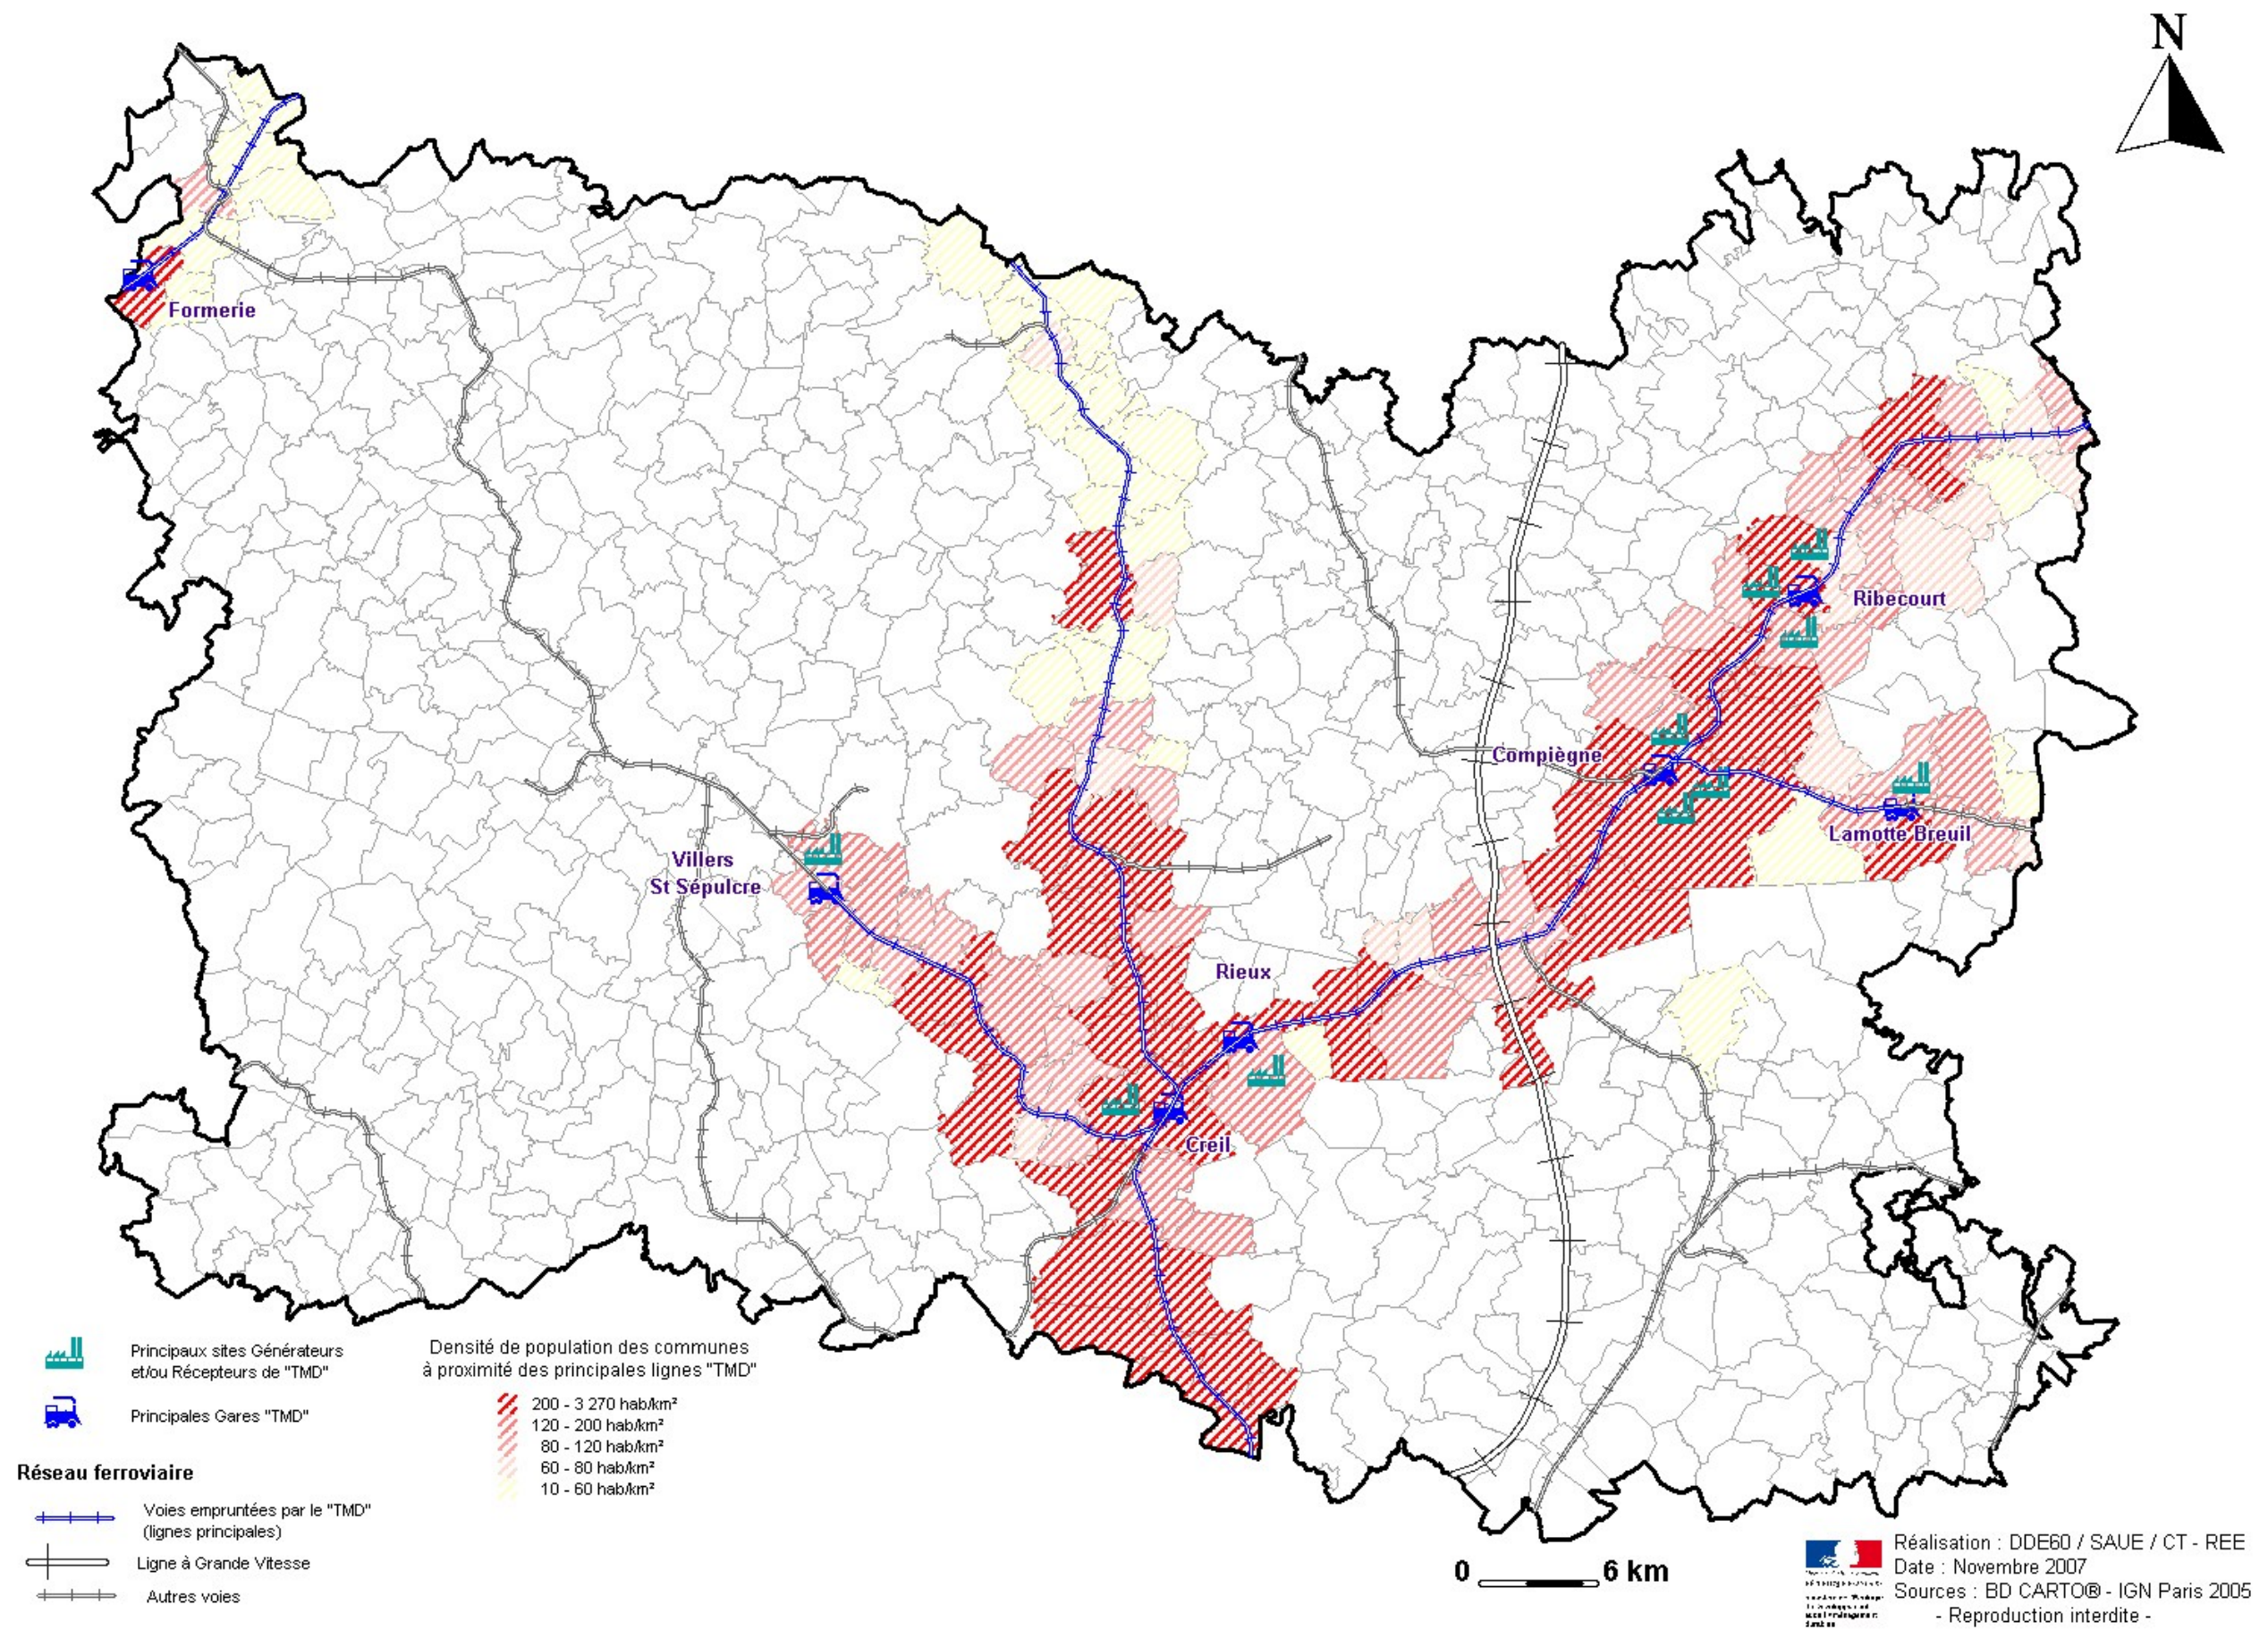 N
Formerie
Ribecourt
Compiègne
Lamotte Breuil
Villers
St Sépulcre
Rieux
Creil
Principaux sites Générateurs
et/ou Récepteurs de "TMD"
Principales Gares "TMD"
Réseau ferroviaire
Voies empruntées par le "TMD"
(lignes principales)
Ligne à Grande Vitesse
Autres voies
Densité de population des communes
à proximité des principales lignes "TMD"
200 - 3 270 hab/km²
120 - 200 hab/km²
80 - 120 hab/km²
60 - 80 hab/km²
10 - 60 hab/km²
0 6 km
Réalisation : DDE60 / SAUE / CT - REE
Date : Novembre 2007
Sources : BD CARTO® - IGN Paris 2005
- Reproduction interdite -